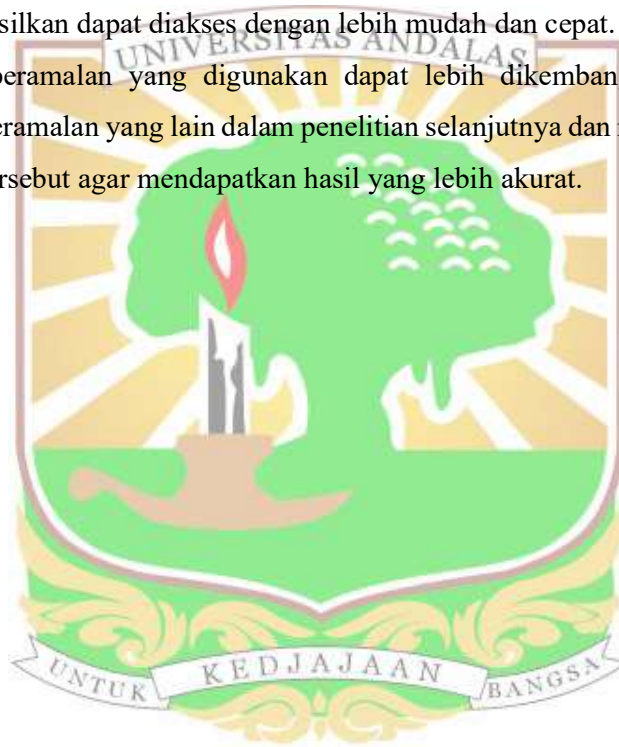 silkan dapat diakses dengan lebih mudah dan cepat.
UNIVERSITAS ANDALAS
peramalan yang digunakan dapat lebih dikemban
eramalan yang lain dalam penelitian selanjutnya dan
rsebut agar mendapatkan hasil yang lebih akurat.
UNTUK KEDJAJAAN BANGSA